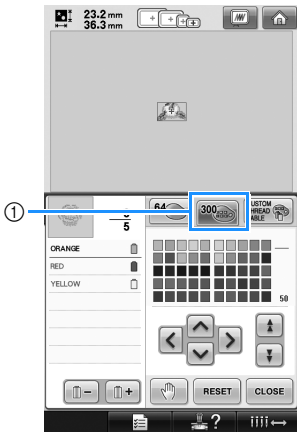 23.2 mm
36.3 mm
①
64
300
CUSTOM
THREAD
TABLE
5
ORANGE
RED
YELLOW
50
RESET
CLOSE
?